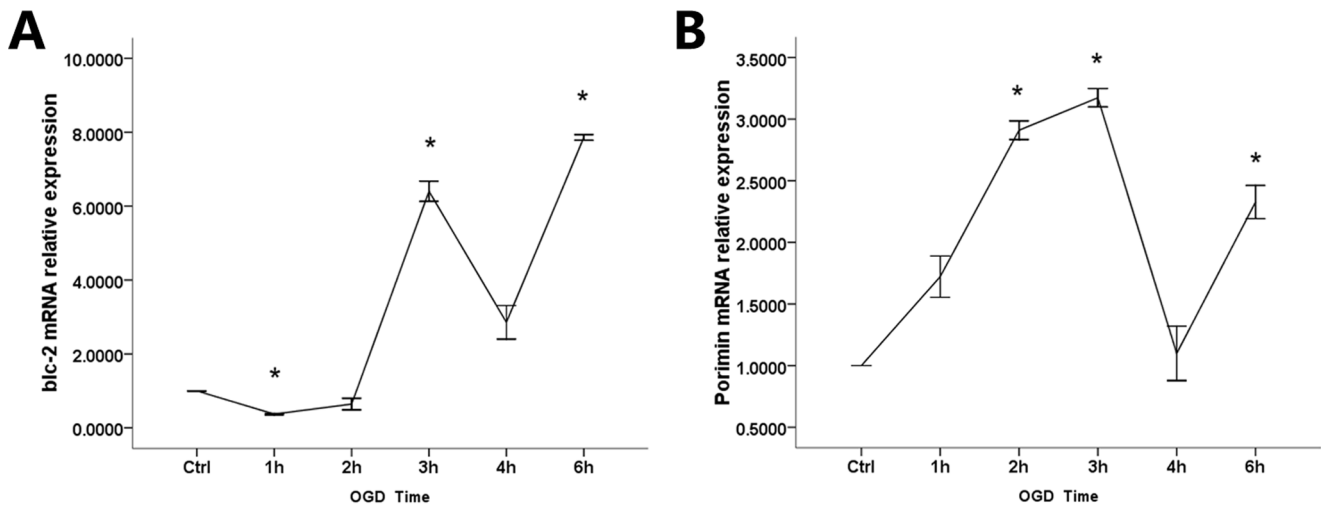 A
blc-2 mRNA relative expression
10.0000
8.0000
6.0000
4.0000
2.0000
0.0000
*
*
*
Ctrl 1h 2h 3h 4h 6h
OGD Time
B
Porimin mRNA relative expression
3.5000
3.0000
2.5000
2.0000
1.5000
1.0000
0.5000
*
*
*
Ctrl 1h 2h 3h 4h 6h
OGD Time